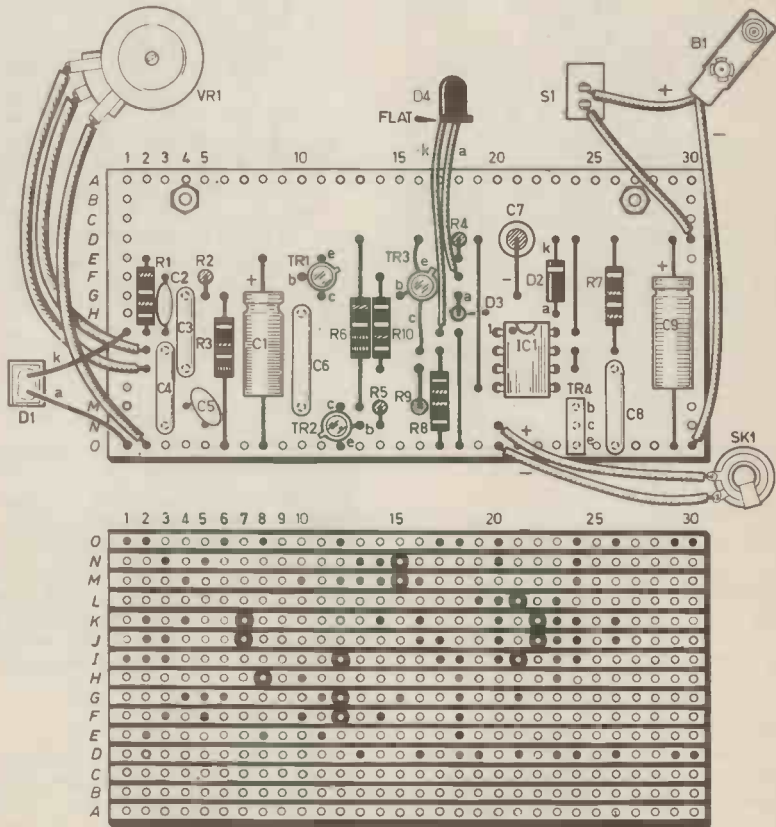 VR1
B1
S1
+
-
D4
FLAT
k
a
1 2 3 4 5 10 15 20 25 30
A
B
C
D
E
F
G
H
M
N
O
R1
C2
R2
C3
R3
C4
C5
+
C1
TR1
e
b
c
C6
R6
R10
TR3
e
b
c
R4
a
D3
C7
-
k
D2
a
R7
C9
+
1
IC1
TR4
b
c
e
C8
R5
R9
R8
TR2
c
b
e
k
a
D1
+
-
SK1
1 2 3 4 5 6 7 8 9 10 15 20 25 30
O
N
M
L
K
J
I
H
G
F
E
D
C
B
A